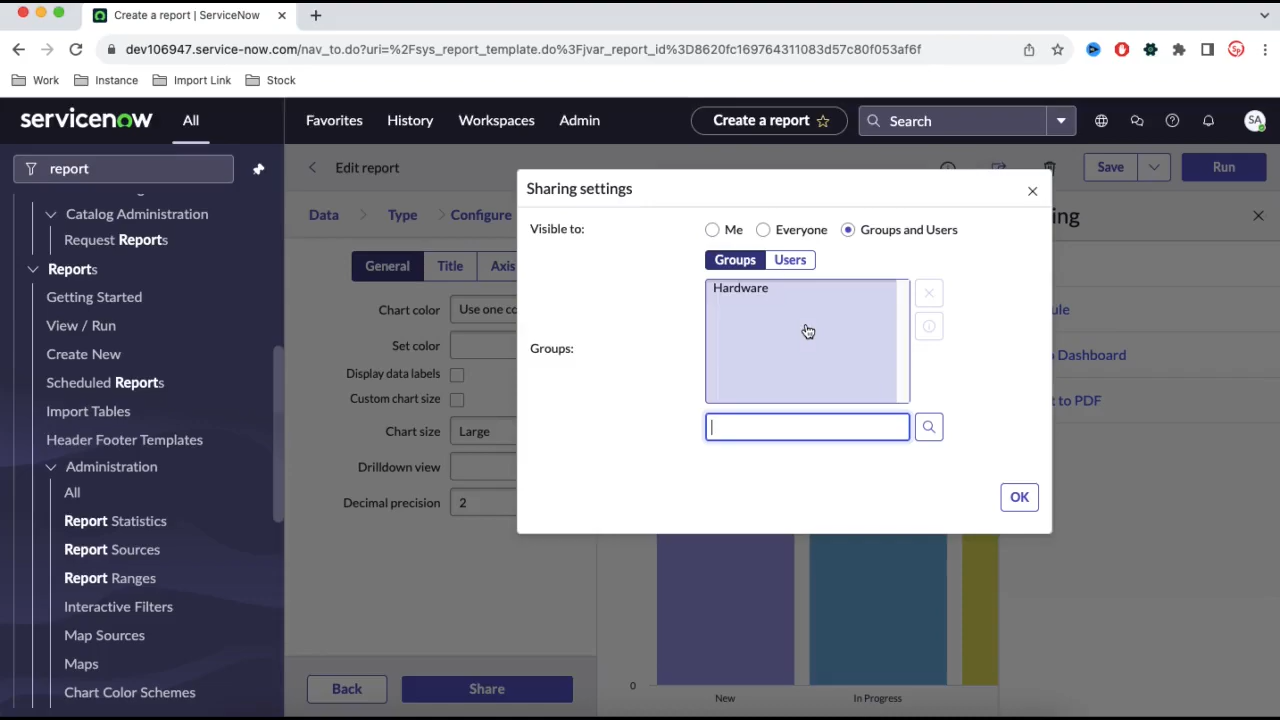 Create a report | ServiceNow
dev106947.service-now.com/nav_to.do?uri=%2Fsys_report_template.do%3Fjvar_report_id%3D8620fc169764311083d57c80f053af6f
Work Instance Import Link Stock
servicenow All Favorites History Workspaces Admin Create a report Search SA
report
Edit report Save Run
Catalog Administration
Request Reports
Reports
Getting Started
View / Run
Create New
Scheduled Reports
Import Tables
Header Footer Templates
Administration
All
Report Statistics
Report Sources
Report Ranges
Interactive Filters
Map Sources
Maps
Chart Color Schemes
Data Type Configure
General Title Axis
Chart color Use one co
Set color
Display data labels
Custom chart size
Chart size Large
Drilldown view
Decimal precision 2
Back Share
Sharing settings
Visible to: Me Everyone Groups and Users
Groups Users
Hardware
Groups:
OK
ing
ule
Dashboard
t to PDF
0
New In Progress